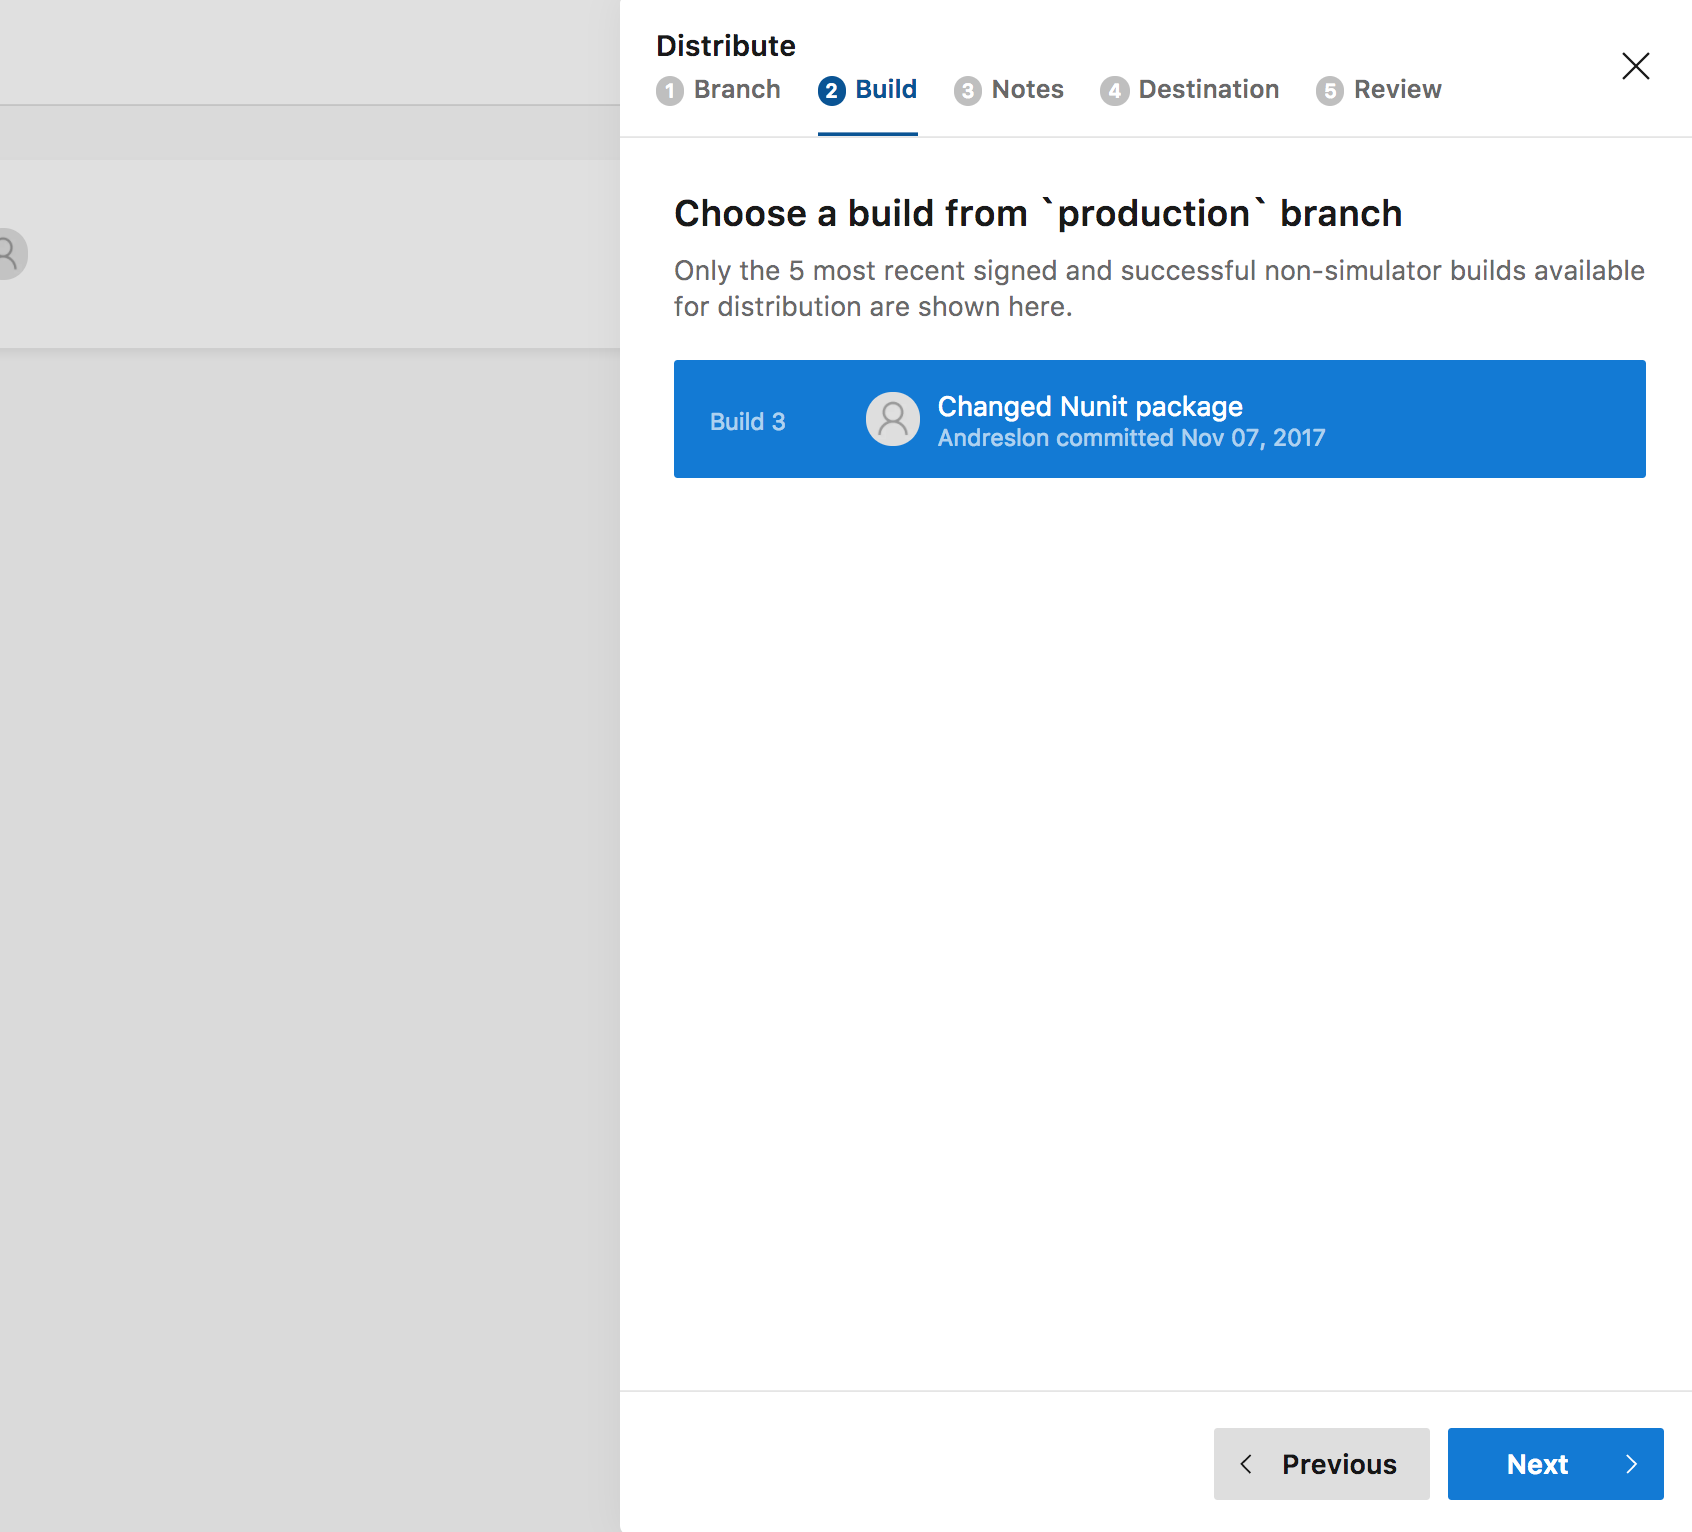 Distribute
1 Branch 2 Build 3 Notes 4 Destination 5 Review
Choose a build from `production` branch
Only the 5 most recent signed and successful non-simulator builds available
for distribution are shown here.
Build 3
Changed Nunit package
Andreslon committed Nov 07, 2017
Previous
Next